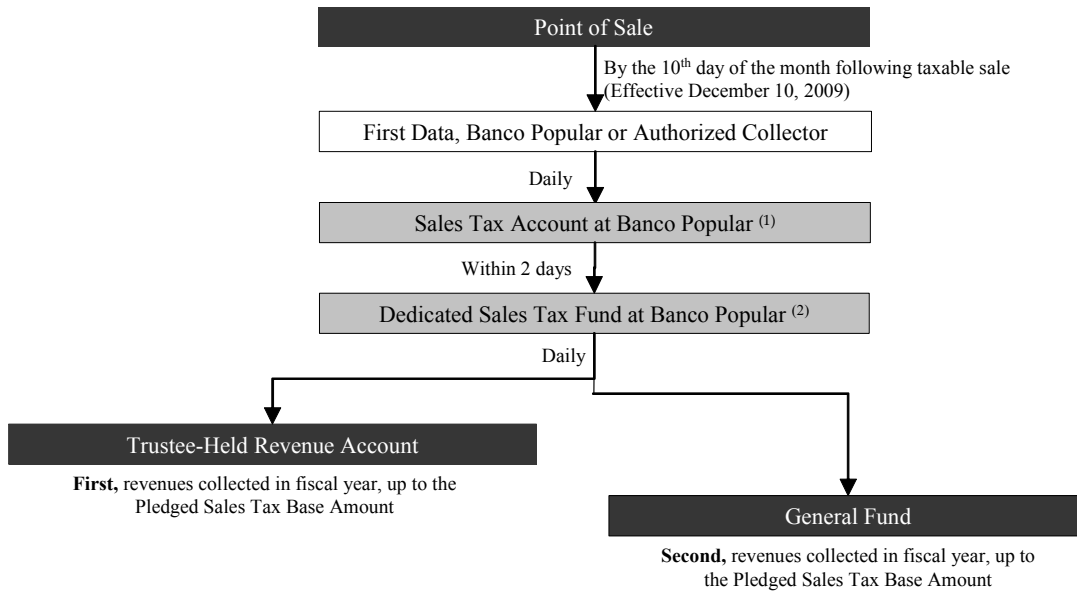 Point of Sale
By the 10th day of the month following taxable sale
(Effective December 10, 2009)
First Data, Banco Popular or Authorized Collector
Daily
Sales Tax Account at Banco Popular (1)
Within 2 days
Dedicated Sales Tax Fund at Banco Popular (2)
Daily
Trustee-Held Revenue Account
First, revenues collected in fiscal year, up to the
Pledged Sales Tax Base Amount
General Fund
Second, revenues collected in fiscal year, up to
the Pledged Sales Tax Base Amount